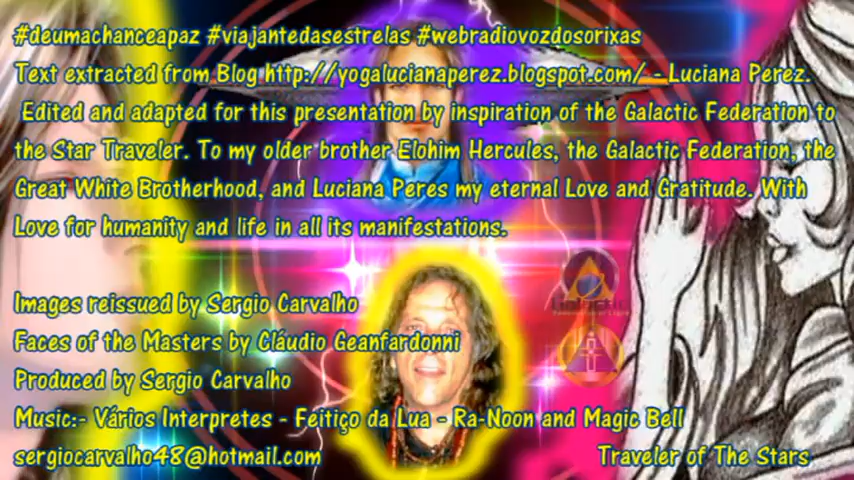 #deumachanceapaz #viajantedasestrelas #webradiovozdosorixas
Text extracted from Blog http://yogalucianaperez.blogspot.com/ - Luciana Perez.
Edited and adapted for this presentation by inspiration of the Galactic Federation to
the Star Traveler. To my older brother Elohim Hercules, the Galactic Federation, the
Great White Brotherhood, and Luciana Peres my eternal Love and Gratitude. With
Love for humanity and life in all its manifestations.
Images reissued by Sergio Carvalho
Galactic
Faces of the Masters by Cláudio Geanfardonni
Produced by Sergio Carvalho
Music:- Vários Interpretes - Feitiço da Lua - Ra-Noon and Magic Bell
sergiocarvalho48@hotmail.com Traveler of The Stars